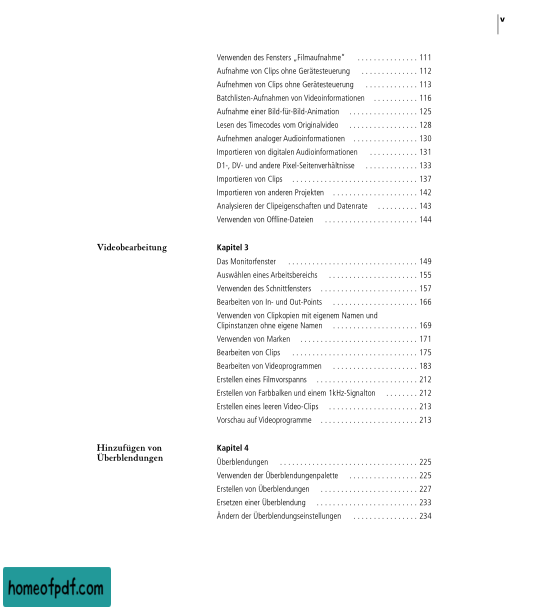 v
Verwenden des Fensters „Filmaufnahme“ . . . . . . . . . . . . . . . 111
Aufnahme von Clips ohne Gerätesteuerung . . . . . . . . . . . . . . 112
Aufnehmen von Clips ohne Gerätesteuerung . . . . . . . . . . . . . 113
Batchlisten-Aufnahmen von Videoinformationen . . . . . . . . . . . 116
Aufnahme einer Bild-für-Bild-Animation . . . . . . . . . . . . . . . . . 125
Lesen des Timecodes vom Originalvideo . . . . . . . . . . . . . . . . . 128
Aufnehmen analoger Audioinformationen . . . . . . . . . . . . . . . . 130
Importieren von digitalen Audioinformationen . . . . . . . . . . . . 131
D1-, DV- und andere Pixel-Seitenverhältnisse . . . . . . . . . . . . . 133
Importieren von Clips . . . . . . . . . . . . . . . . . . . . . . . . . . . . . . . 137
Importieren von anderen Projekten . . . . . . . . . . . . . . . . . . . . . 142
Analysieren der Clipeigenschaften und Datenrate . . . . . . . . . . 143
Verwenden von Offline-Dateien . . . . . . . . . . . . . . . . . . . . . . . 144
Videobearbeitung
Kapitel 3
Das Monitorfenster . . . . . . . . . . . . . . . . . . . . . . . . . . . . . . . . 149
Auswählen eines Arbeitsbereichs . . . . . . . . . . . . . . . . . . . . . . 155
Verwenden des Schnittfensters . . . . . . . . . . . . . . . . . . . . . . . . 157
Bearbeiten von In- und Out-Points . . . . . . . . . . . . . . . . . . . . . 166
Verwenden von Clipkopien mit eigenem Namen und
Clipinstanzen ohne eigene Namen . . . . . . . . . . . . . . . . . . . . . 169
Verwenden von Marken . . . . . . . . . . . . . . . . . . . . . . . . . . . . . 171
Bearbeiten von Clips . . . . . . . . . . . . . . . . . . . . . . . . . . . . . . . 175
Bearbeiten von Videoprogrammen . . . . . . . . . . . . . . . . . . . . . 183
Erstellen eines Filmvorspanns . . . . . . . . . . . . . . . . . . . . . . . . . 212
Erstellen von Farbbalken und einem 1kHz-Signalton . . . . . . . . 212
Erstellen eines leeren Video-Clips . . . . . . . . . . . . . . . . . . . . . . 213
Vorschau auf Videoprogramme . . . . . . . . . . . . . . . . . . . . . . . . 213
Hinzufügen von
Überblendungen
Kapitel 4
Überblendungen . . . . . . . . . . . . . . . . . . . . . . . . . . . . . . . . . . 225
Verwenden der Überblendungenpalette . . . . . . . . . . . . . . . . . 225
Erstellen von Überblendungen . . . . . . . . . . . . . . . . . . . . . . . . 227
Ersetzen einer Überblendung . . . . . . . . . . . . . . . . . . . . . . . . . 233
Ändern der Überblendungseinstellungen . . . . . . . . . . . . . . . . 234
homeofpdf.com